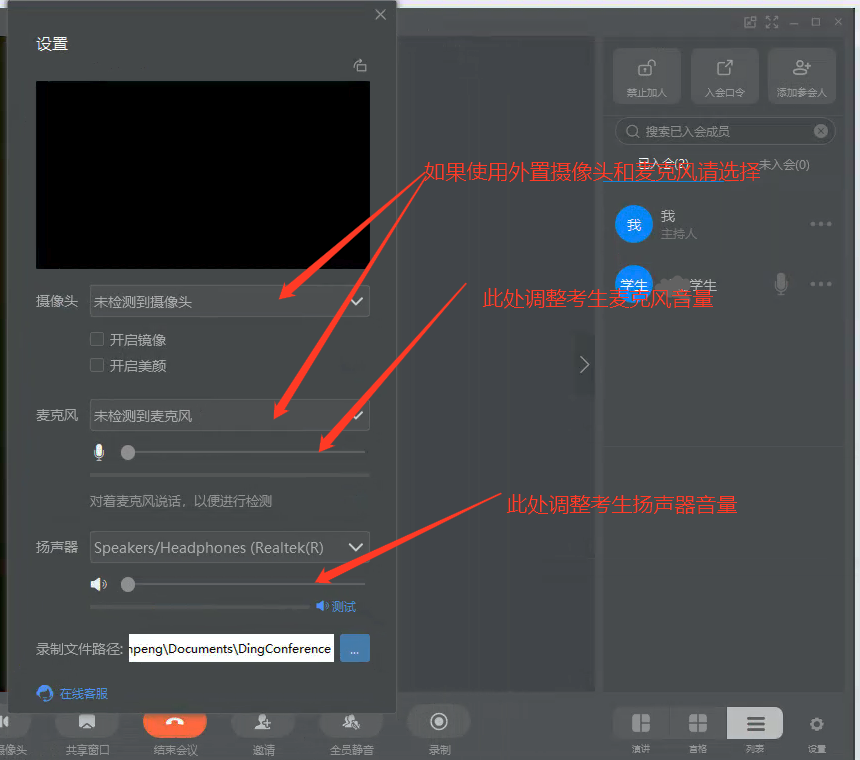 设置
禁止加入
入会口令
添加参会人
搜索已入会成员
已入会(2)
未入会(0)
如果使用外置摄像头和麦克风请选择
我
我
主持人
学生
学生
此处调整考生麦克风音量
摄像头
未检测到摄像头
开启镜像
开启美颜
麦克风
未检测到麦克风
对着麦克风说话，以便进行检测
此处调整考生扬声器音量
扬声器
Speakers/Headphones (Realtek(R)
测试
录制文件路径:
npeng\Documents\DingConference
...
在线客服
摄像头
共享窗口
结束会议
邀请
全员静音
录制
演讲
宫格
列表
设置